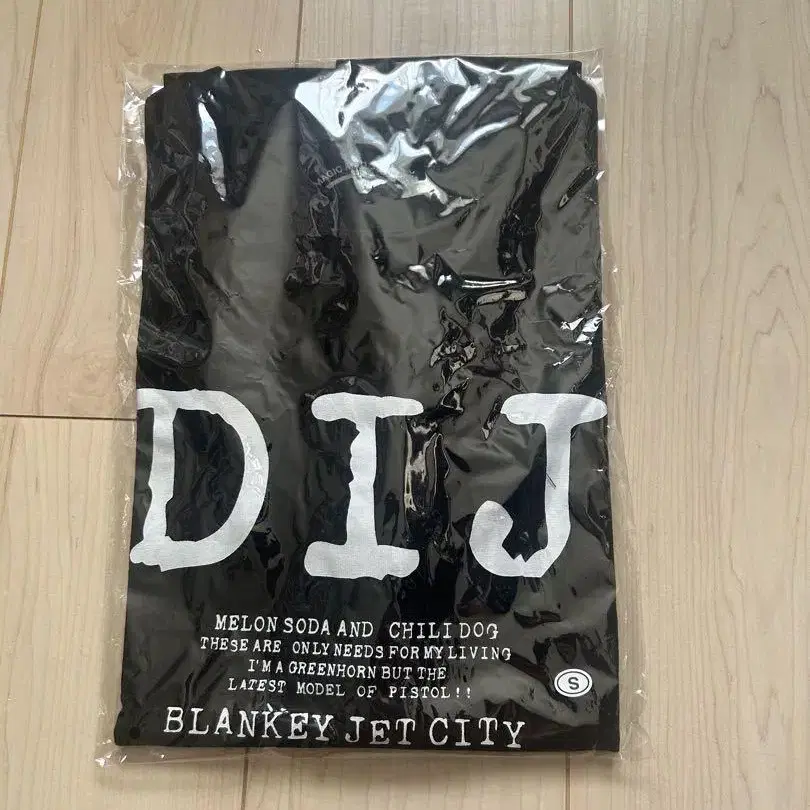 DIJ
MELON SODA AND CHILI DOG
THESE ARE ONLY NEEDS FOR MY LIVING
I'M A GREENHORN BUT THE
LATEST MODEL OF PISTOL!!
S
BLANKEY JET CITY